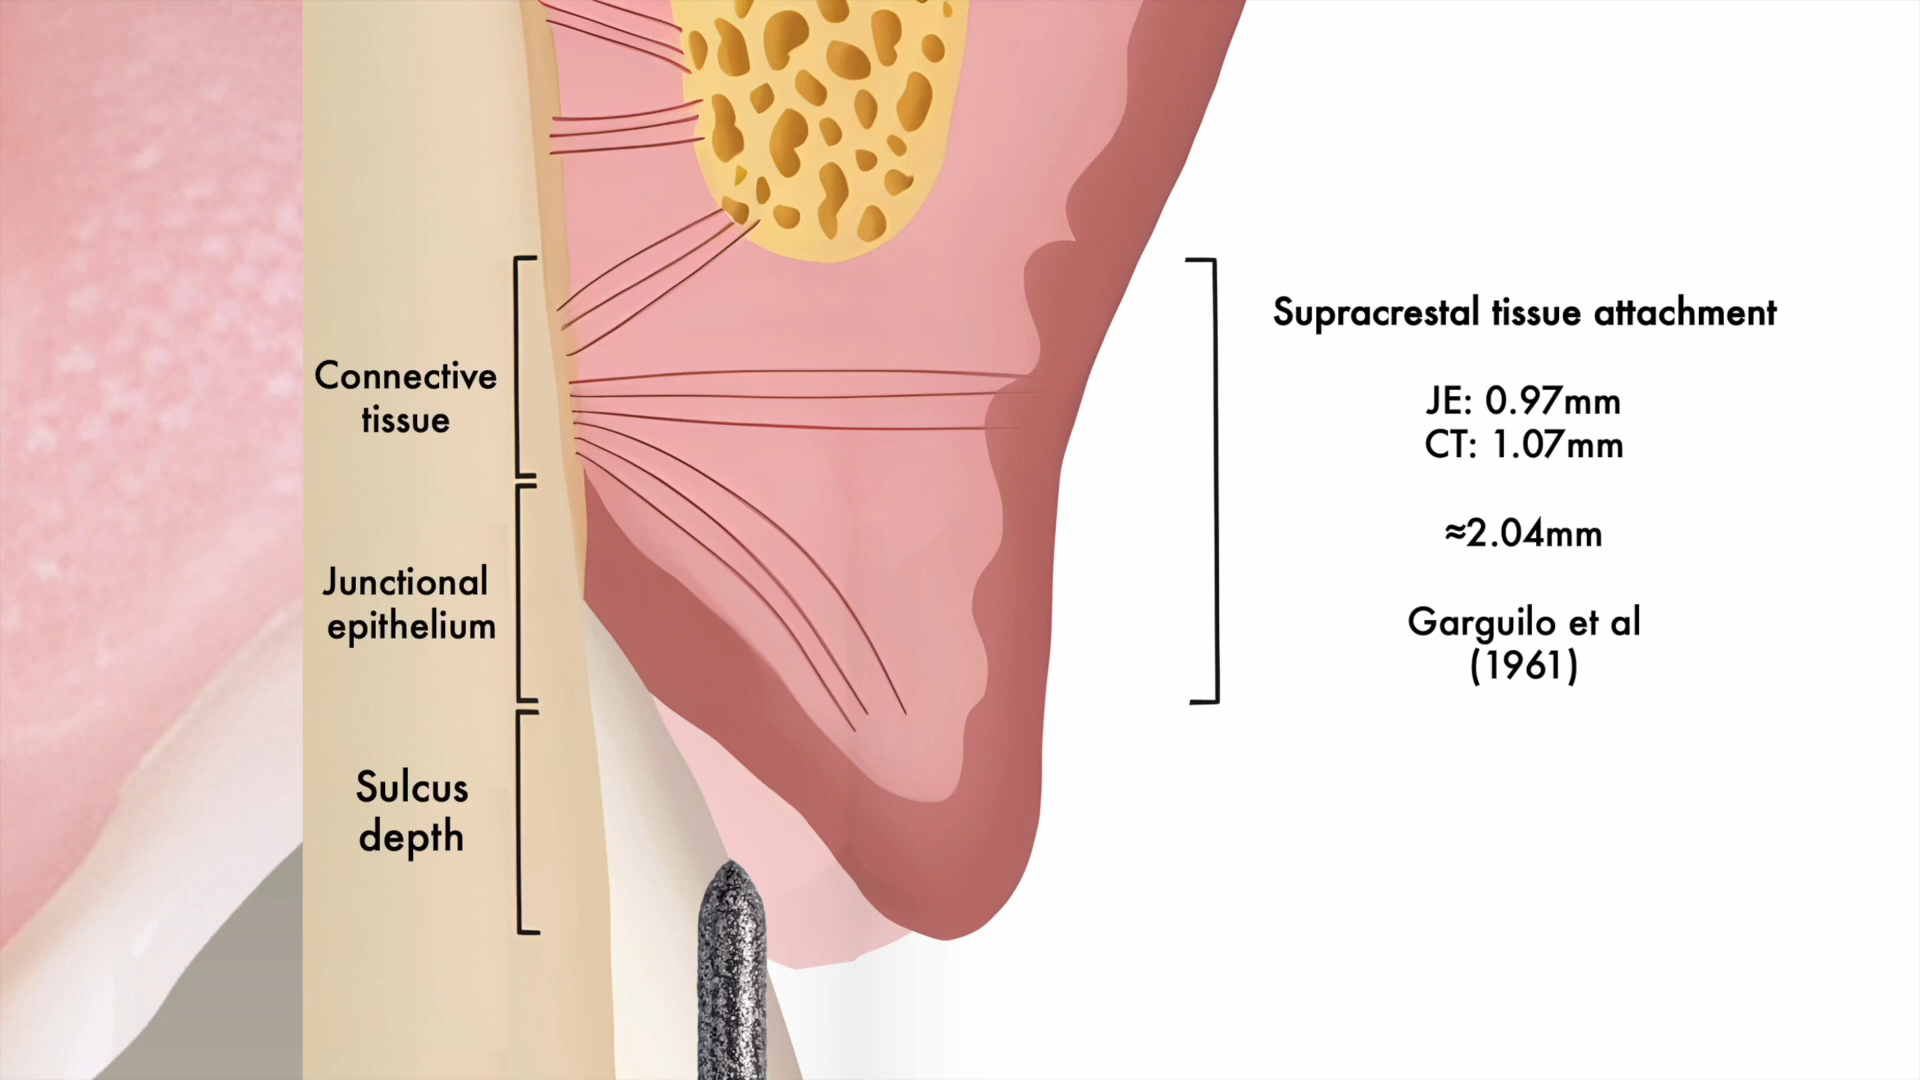 Connective
tissue
Junctional
epithelium
Sulcus
depth
Supracrestal tissue attachment
JE: 0.97mm
CT: 1.07mm
≈2.04mm
Garguilo et al
(1961)